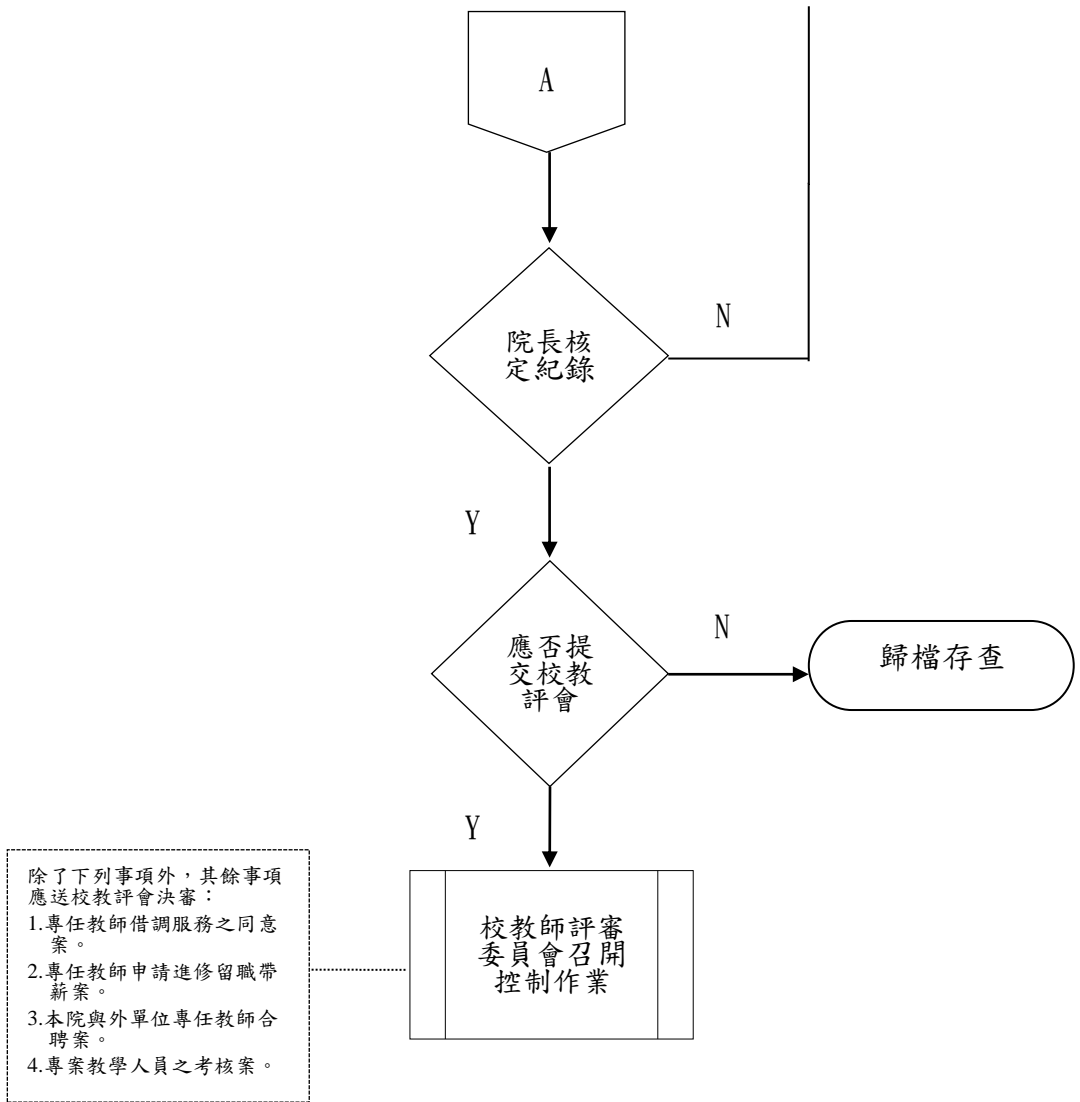 A
院長核
定紀錄
N
Y
應否提
交校教
評會
N
歸檔存查
Y
除了下列事項外，其餘事項
應送校教評會決審：
1.專任教師借調服務之同意
案。
2.專任教師申請進修留職帶
薪案。
3.本院與外單位專任教師合
聘案。
4.專案教學人員之考核案。
校教師評審
委員會召開
控制作業